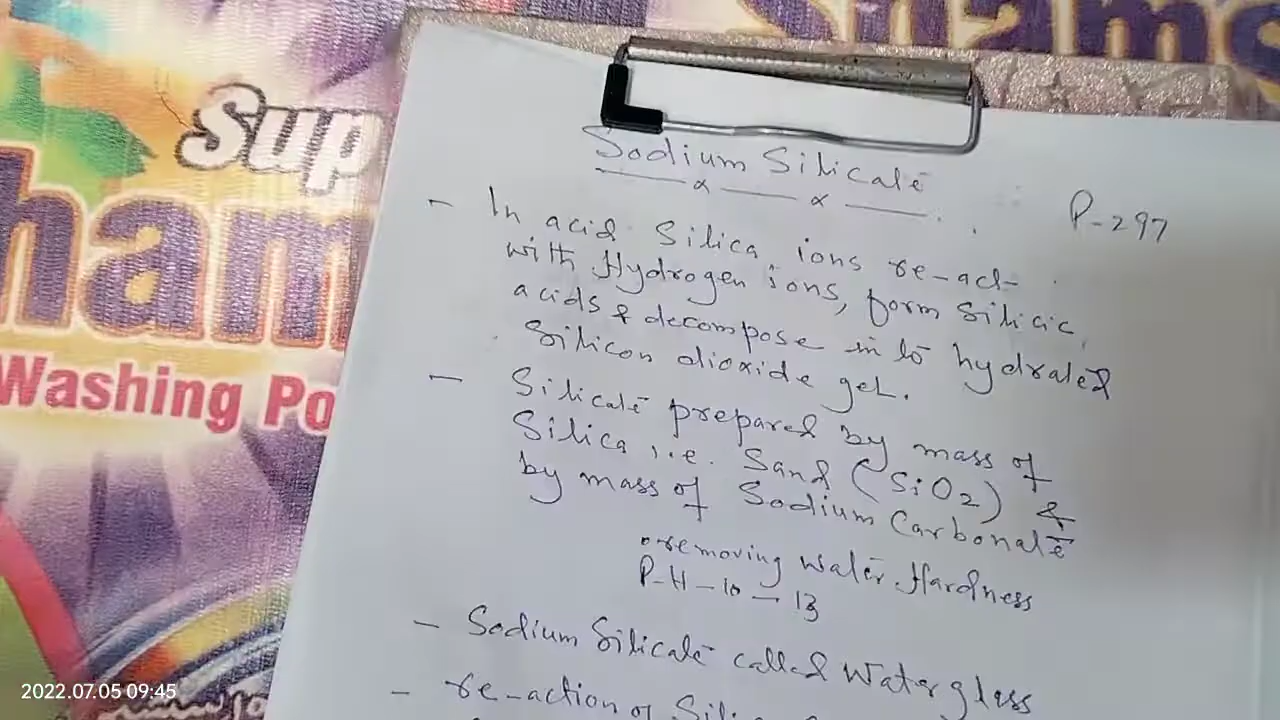 Sup
Shams
ham
Washing Po
Sodium Silicate
P-297
- In acid Silica ions re-act
with Hydrogen ions, form Silicic
acids & decompose in to hydrated
Silicon dioxide gel.
- Silicate prepared by mass of
Silica i.e. Sand (SiO2) &
by mass of Sodium Carbonate
removing water Hardness
P-H-10-13
- Sodium Silicate called Water glass
- re-action of
2022.07.05 09:45